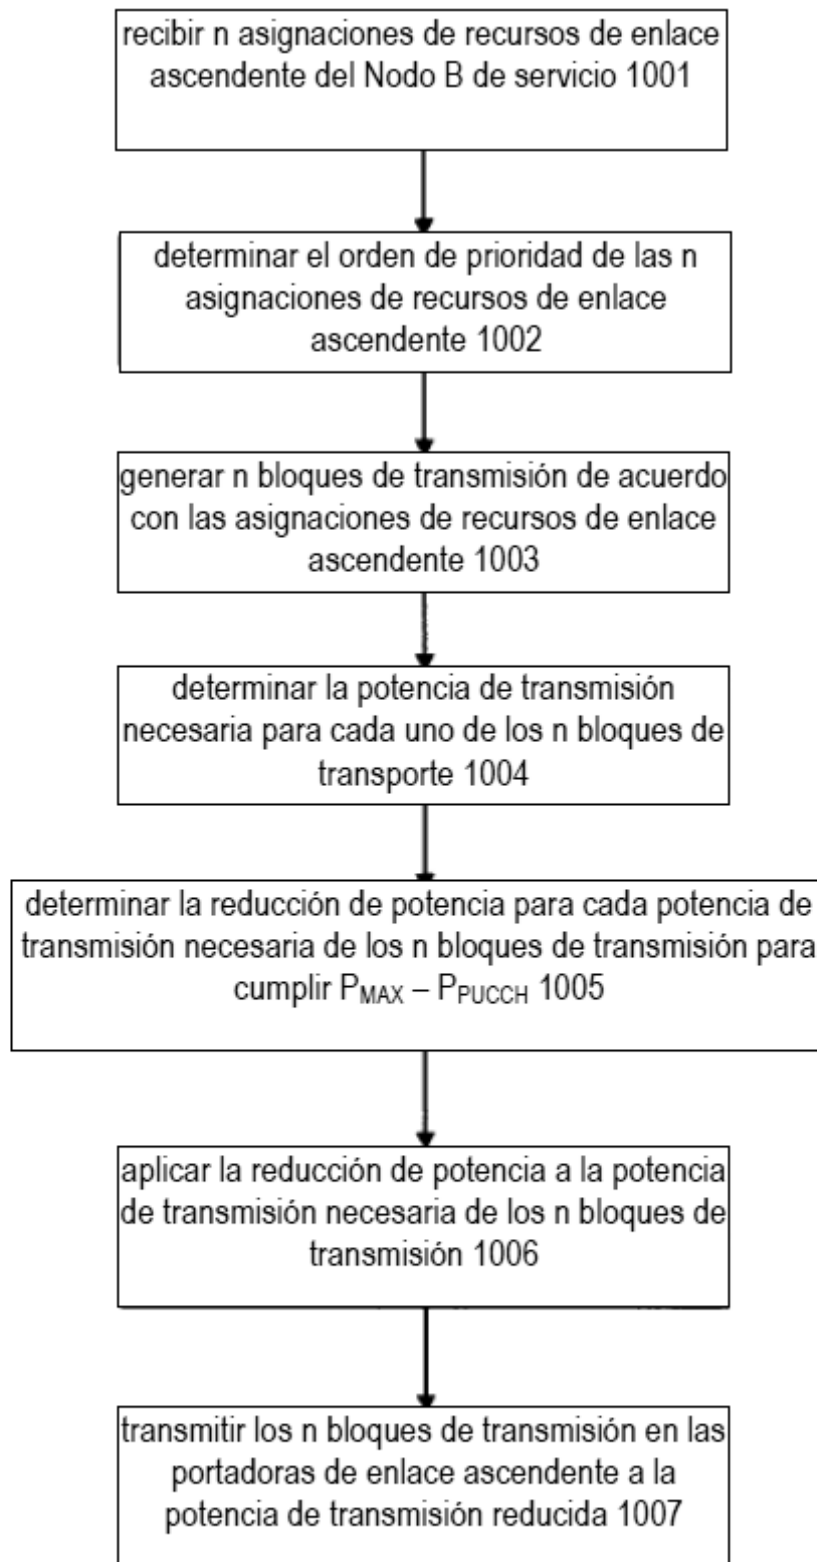 recibir n asignaciones de recursos de enlace
ascendente del Nodo B de servicio 1001
determinar el orden de prioridad de las n
asignaciones de recursos de enlace
ascendente 1002
generar n bloques de transmisión de acuerdo
con las asignaciones de recursos de enlace
ascendente 1003
determinar la potencia de transmisión
necesaria para cada uno de los n bloques de
transporte 1004
determinar la reducción de potencia para cada potencia de
transmisión necesaria de los n bloques de transmisión para
cumplir PMAX – PPUCCH 1005
aplicar la reducción de potencia a la potencia
de transmisión necesaria de los n bloques de
transmisión 1006
transmitir los n bloques de transmisión en las
portadoras de enlace ascendente a la
potencia de transmisión reducida 1007